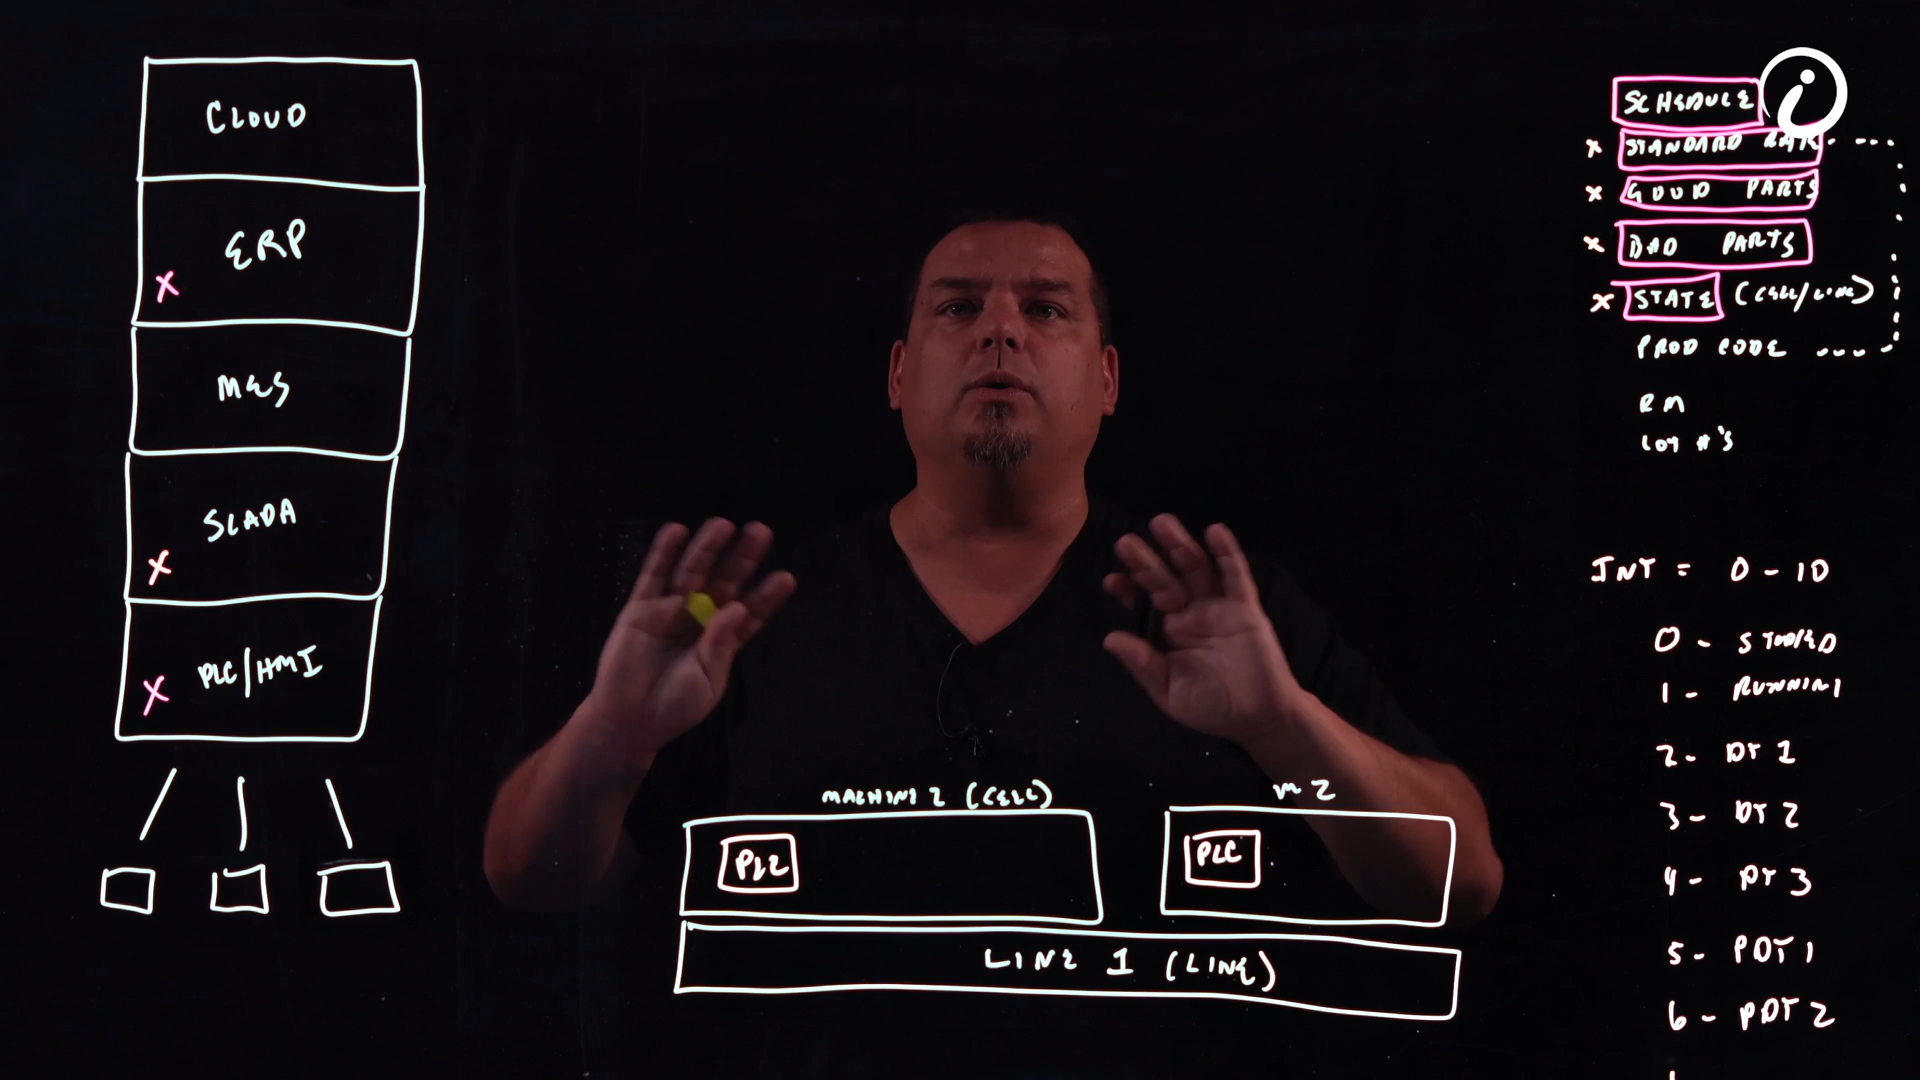 CLOUD
ERP
X
MES
SCADA
X
PLC/HMI
X
MACHINE 2 (CELL)
M 2
PLC
PLC
LINE 1 (LINE)
i
SCHEDULE
X STANDARD
X GOOD PARTS
X BAD PARTS
X STATE (CELL/LINE)
PROD CODE
RM
LOT #'S
INT = 0 - 10
0 - STOPPED
1 - RUNNING
2 - DT 1
3 - DT 2
4 - DT 3
5 - PDT 1
6 - PDT 2